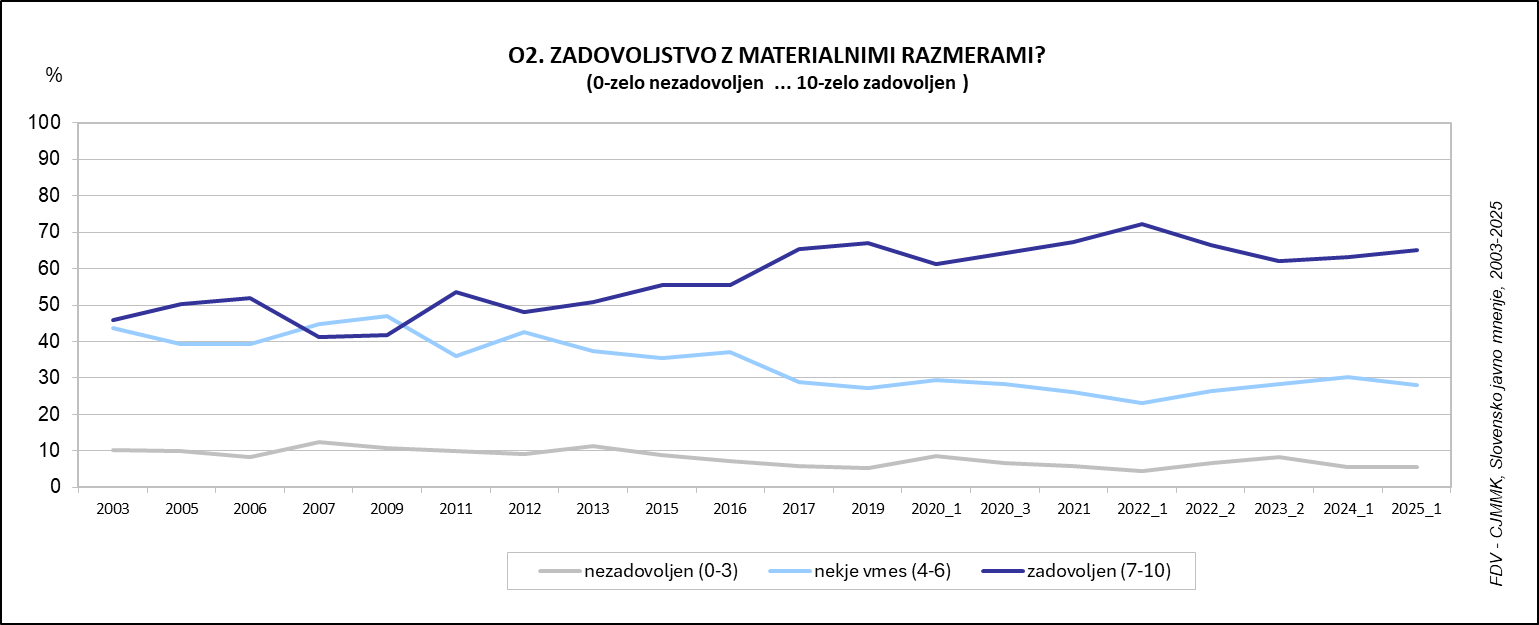 O2. ZADOVOLJSTVO Z MATERIALNIMI RAZMERAMI?
(0-zelo nezadovoljen ... 10-zelo zadovoljen )
%
100
90
80
70
60
50
40
30
20
10
0
2003 2005 2006 2007 2009 2011 2012 2013 2015 2016 2017 2019 2020_1 2020_3 2021 2022_1 2022_2 2023_2 2024_1 2025_1
nezadovoljen (0-3) nekje vmes (4-6) zadovoljen (7-10)
FDV - CJMMK, Slovensko javno mnenje, 2003-2025